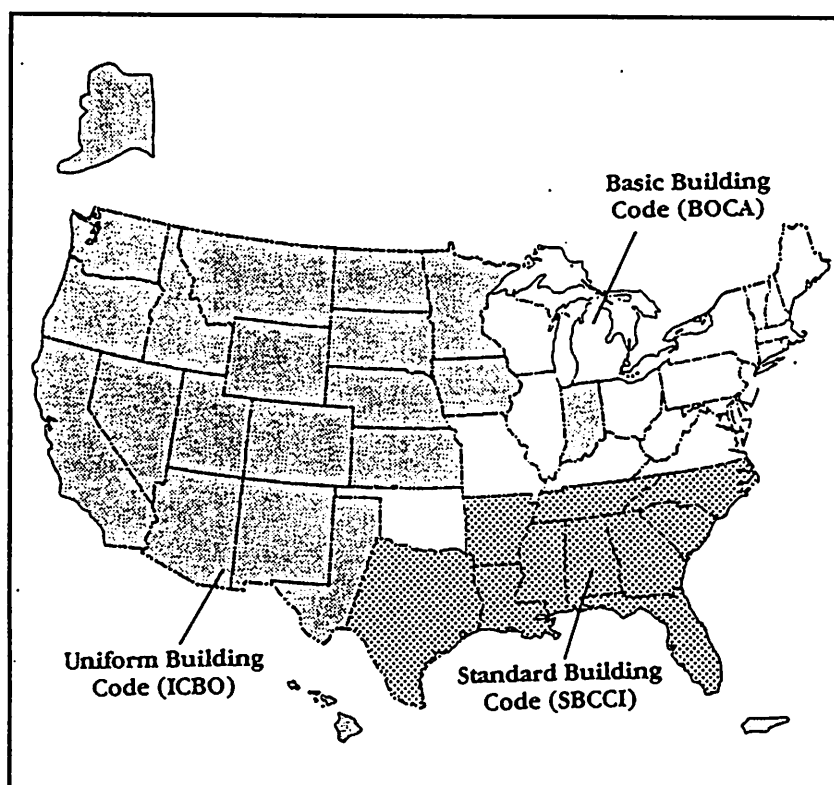 Basic Building
Code (BOCA)
Uniform Building
Code (ICBO)
Standard Building
Code (SBCCI)